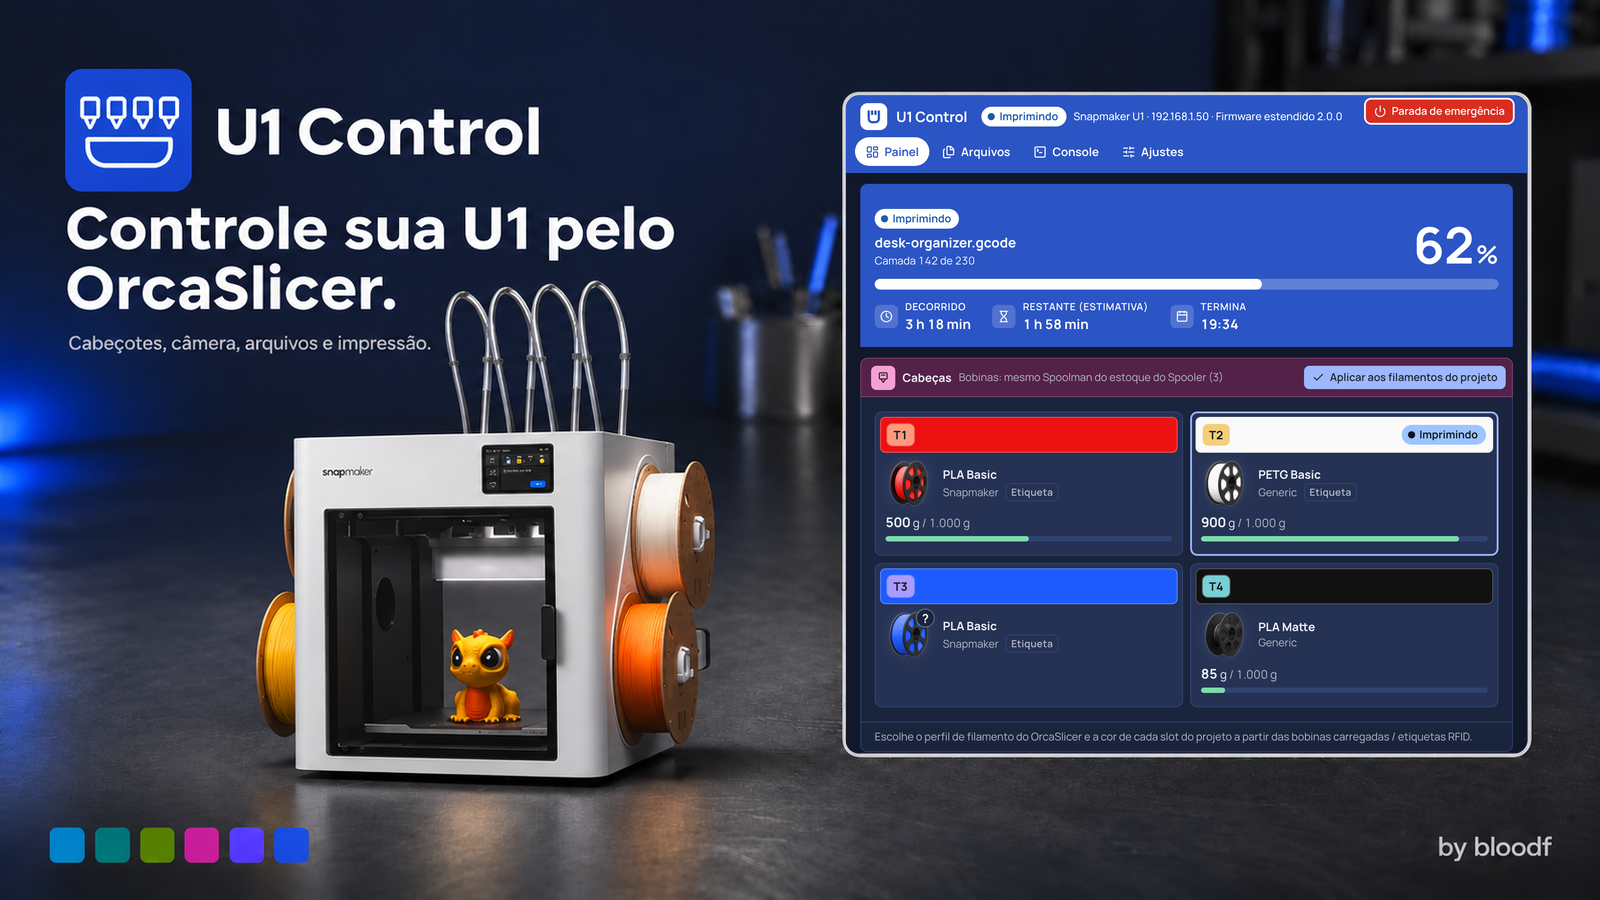 U1 Control
Controle sua U1 pelo
OrcaSlicer.
Cabeçotes, câmera, arquivos e impressão.
snapmaker
U1 Control
Imprimindo
Snapmaker U1 · 192.168.1.50 · Firmware estendido 2.0.0
Parada de emergência
Painel
Arquivos
Console
Ajustes
Imprimindo
desk-organizer.gcode
Camada 142 de 230
62%
DECORRIDO
3 h 18 min
RESTANTE (ESTIMATIVA)
1 h 58 min
TERMINA
19:34
Cabeças
Bobinas: mesmo Spoolman do estoque do Spooler (3)
Aplicar aos filamentos do projeto
T1
PLA Basic
Snapmaker
Etiqueta
500 g / 1.000 g
T2
Imprimindo
PETG Basic
Generic
Etiqueta
900 g / 1.000 g
T3
?
PLA Basic
Snapmaker
Etiqueta
T4
PLA Matte
Generic
85 g / 1.000 g
Escolhe o perfil de filamento do OrcaSlicer e a cor de cada slot do projeto a partir das bobinas carregadas / etiquetas RFID.
by bloodf